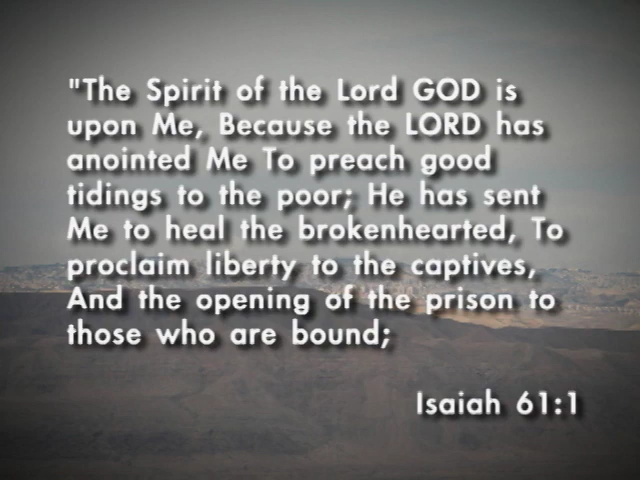 "The Spirit of the Lord GOD is
upon Me, Because the LORD has
anointed Me To preach good
tidings to the poor; He has sent
Me to heal the brokenhearted, To
proclaim liberty to the captives,
And the opening of the prison to
those who are bound;
Isaiah 61:1